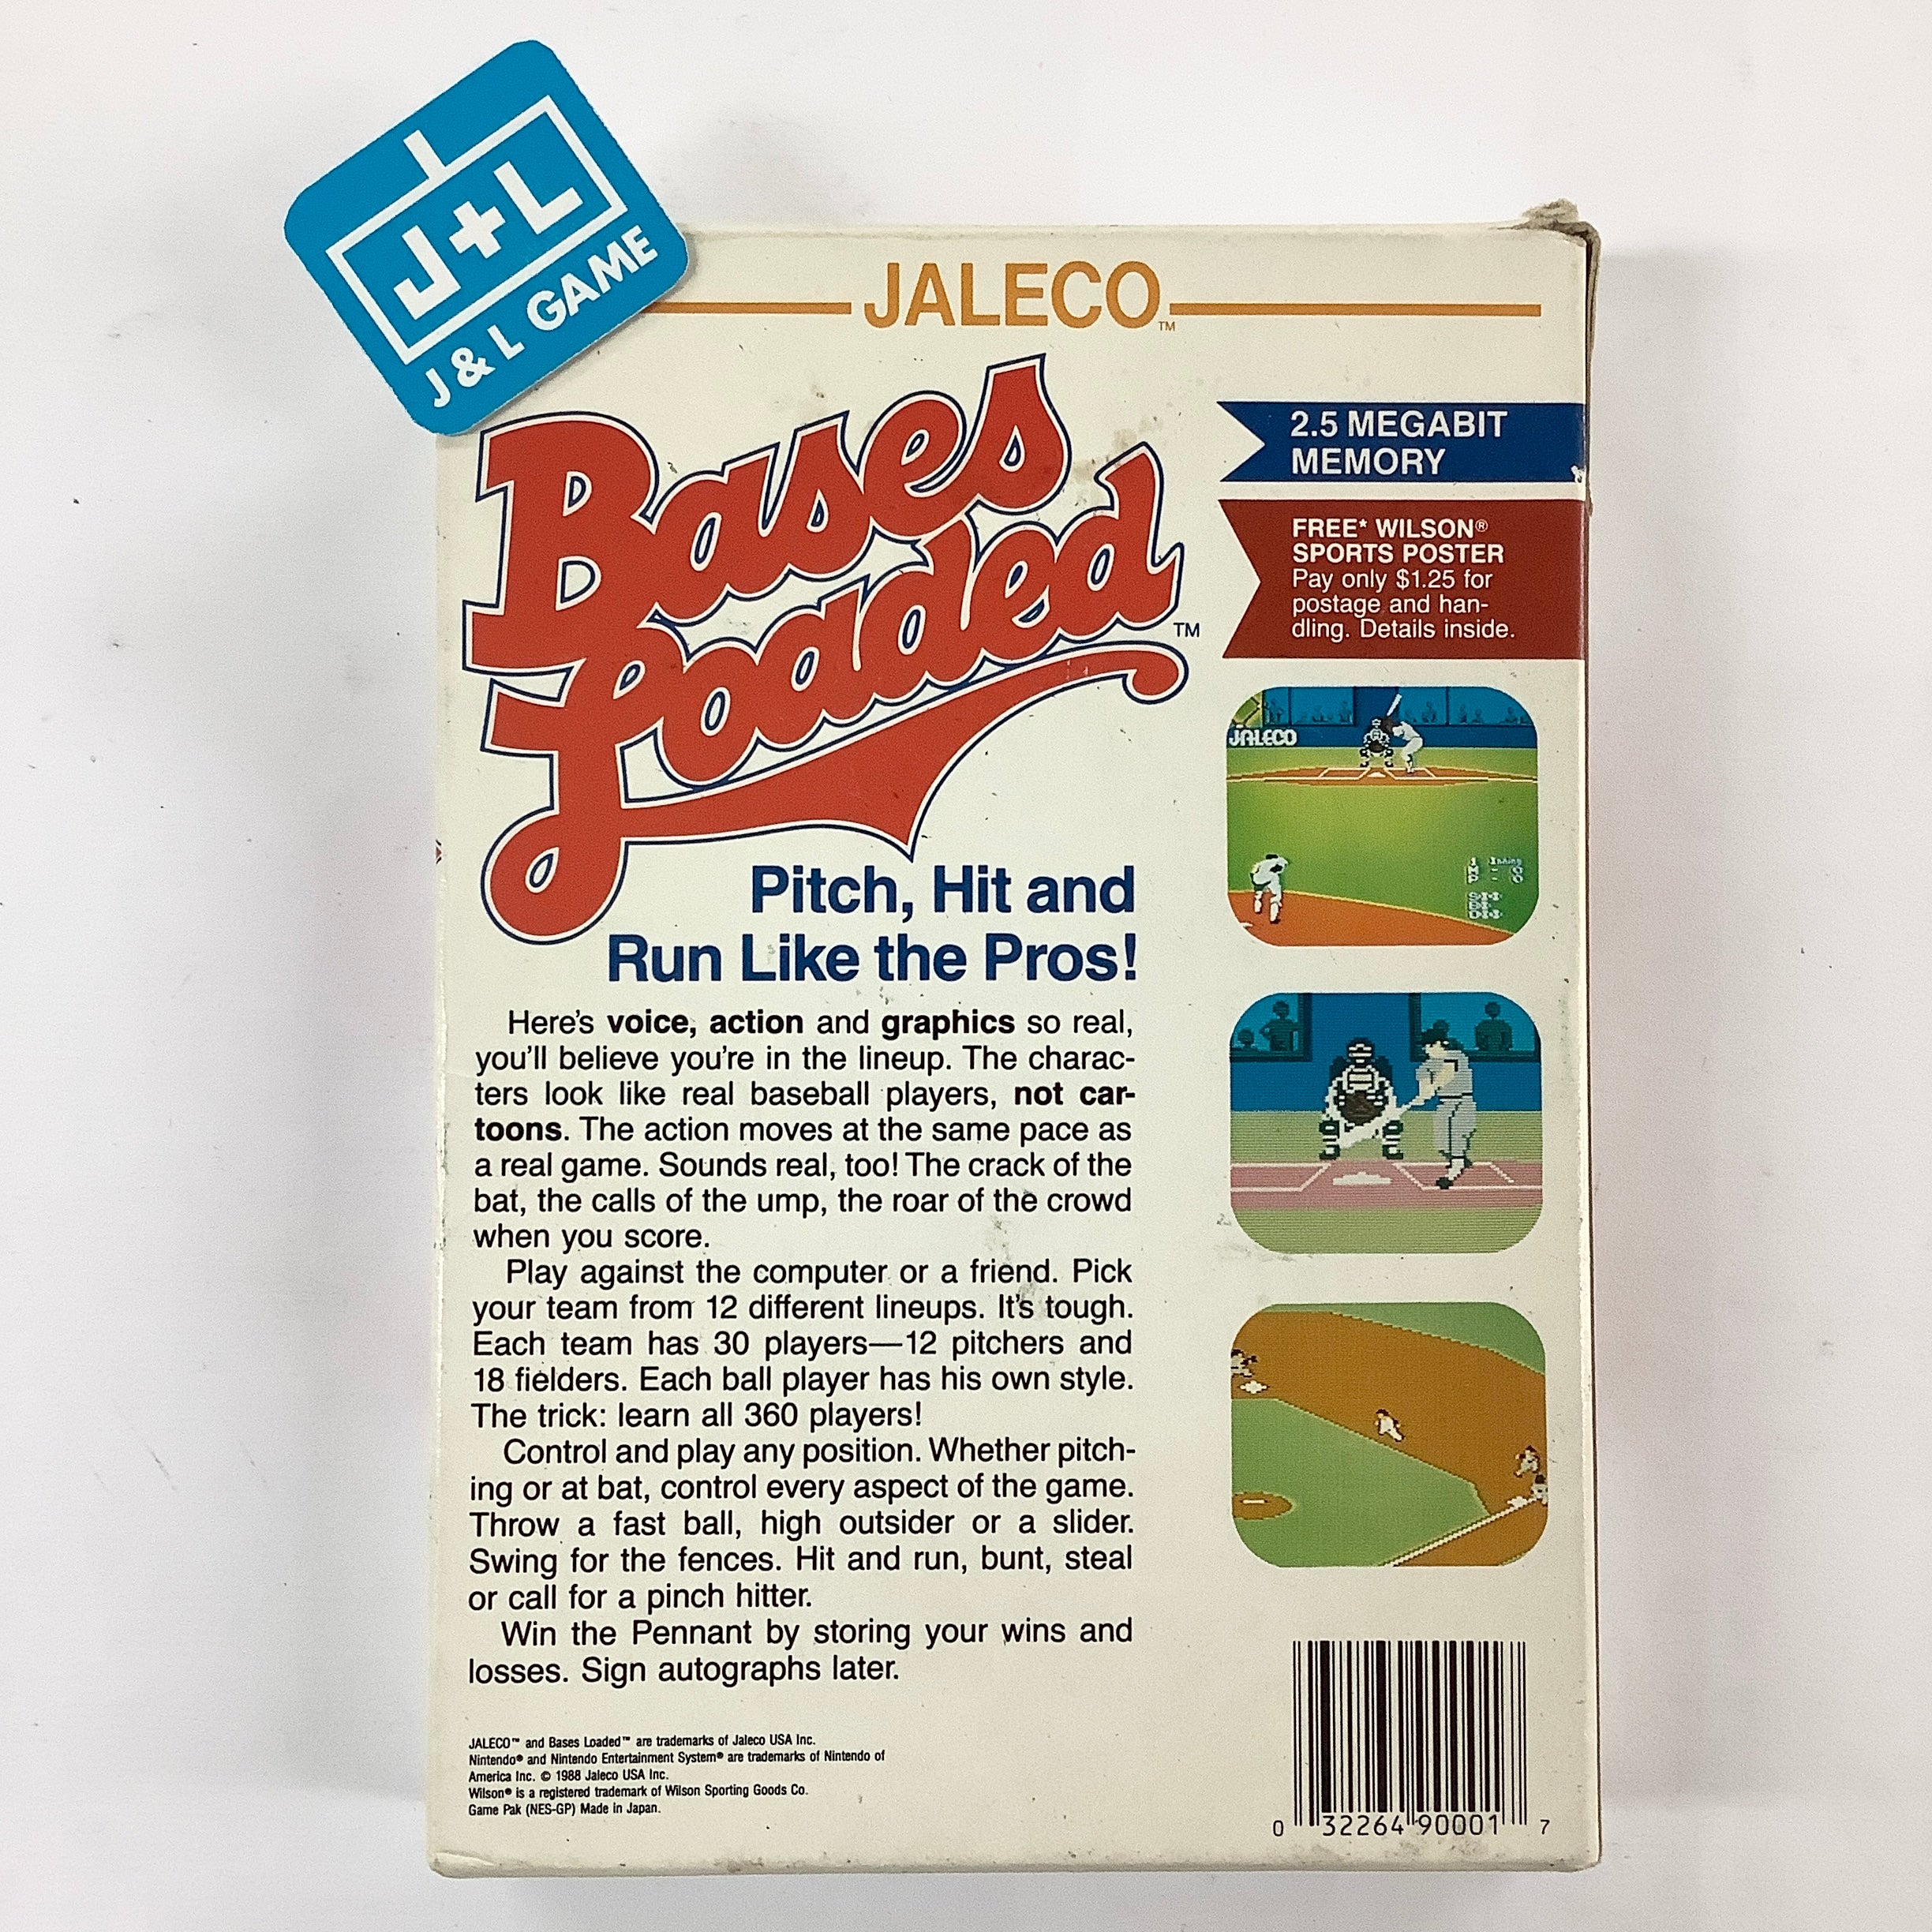 J+L
J & L GAME
JALECO™
Bases
Loaded™
2.5 MEGABIT
MEMORY
FREE* WILSON®
SPORTS POSTER
Pay only $1.25 for
postage and han-
dling. Details inside.
JALECO
1 Inning
Pitch, Hit and
Run Like the Pros!
Here's voice, action and graphics so real,
you'll believe you're in the lineup. The charac-
ters look like real baseball players, not car-
toons. The action moves at the same pace as
a real game. Sounds real, too! The crack of the
bat, the calls of the ump, the roar of the crowd
when you score.
Play against the computer or a friend. Pick
your team from 12 different lineups. It's tough.
Each team has 30 players—12 pitchers and
18 fielders. Each ball player has his own style.
The trick: learn all 360 players!
Control and play any position. Whether pitch-
ing or at bat, control every aspect of the game.
Throw a fast ball, high outsider or a slider.
Swing for the fences. Hit and run, bunt, steal
or call for a pinch hitter.
Win the Pennant by storing your wins and
losses. Sign autographs later.
JALECO™ and Bases Loaded™ are trademarks of Jaleco USA Inc.
Nintendo® and Nintendo Entertainment System® are trademarks of Nintendo of
America Inc. © 1988 Jaleco USA Inc.
Wilson® is a registered trademark of Wilson Sporting Goods Co.
Game Pak (NES-GP) Made in Japan.
0 32264 90001 7